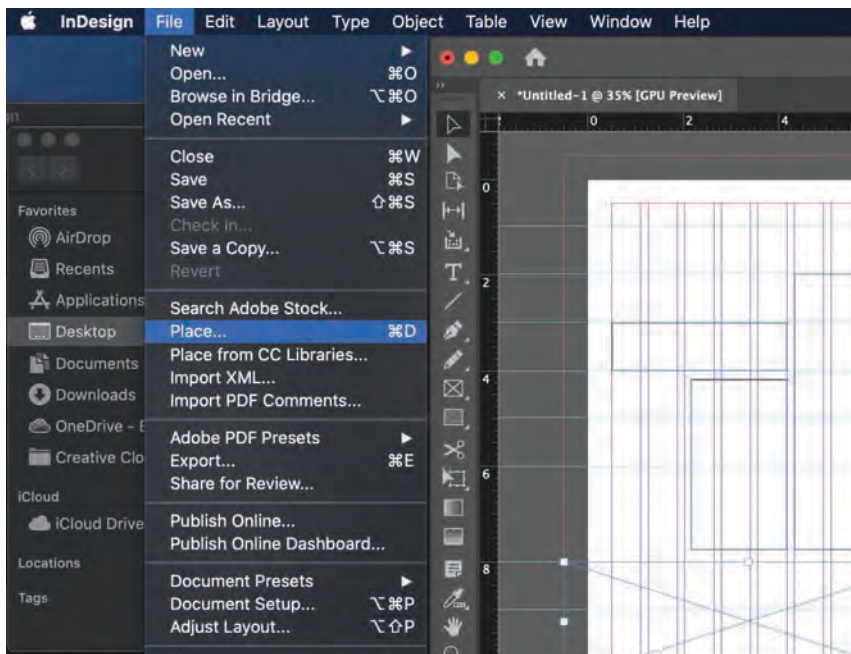 InDesign File Edit Layout Type Object Table View Window Help
New
Open... ⌘O
Browse in Bridge... ⌥⌘O
Open Recent
Close ⌘W
Save ⌘S
Save As... ⇧⌘S
Check In...
Save a Copy... ⌥⌘S
Revert
Search Adobe Stock...
Place... ⌘D
Place from CC Libraries...
Import XML...
Import PDF Comments...
Adobe PDF Presets
Export... ⌘E
Share for Review...
Publish Online...
Publish Online Dashboard...
Document Presets
Document Setup... ⌥⌘P
Adjust Layout... ⌥⇧P
Favorites
AirDrop
Recents
Applications
Desktop
Documents
Downloads
OneDrive -
Creative Clo
iCloud
iCloud Drive
Locations
Tags
× *Untitled-1 @ 35% [GPU Preview]
0 2 4
0
2
4
6
8